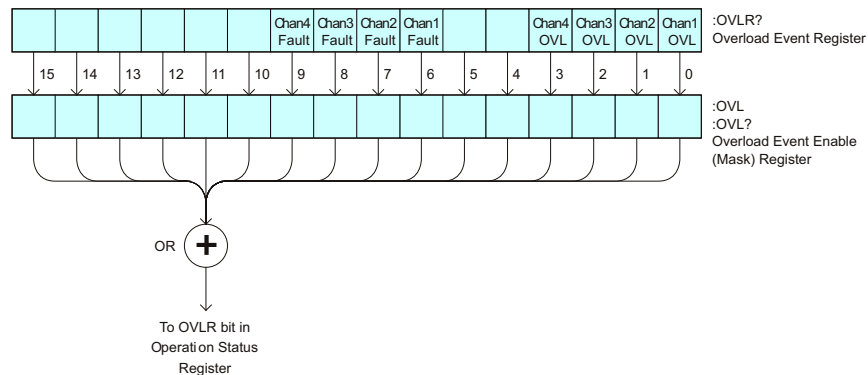 Chan4 Fault
Chan3 Fault
Chan2 Fault
Chan1 Fault
Chan4 OVL
Chan3 OVL
Chan2 OVL
Chan1 OVL
:OVLR?
Overload Event Register
15 14 13 12 11 10 9 8 7 6 5 4 3 2 1 0
:OVL
:OVL?
Overload Event Enable
(Mask) Register
OR +
To OVLR bit in
Operation Status
Register